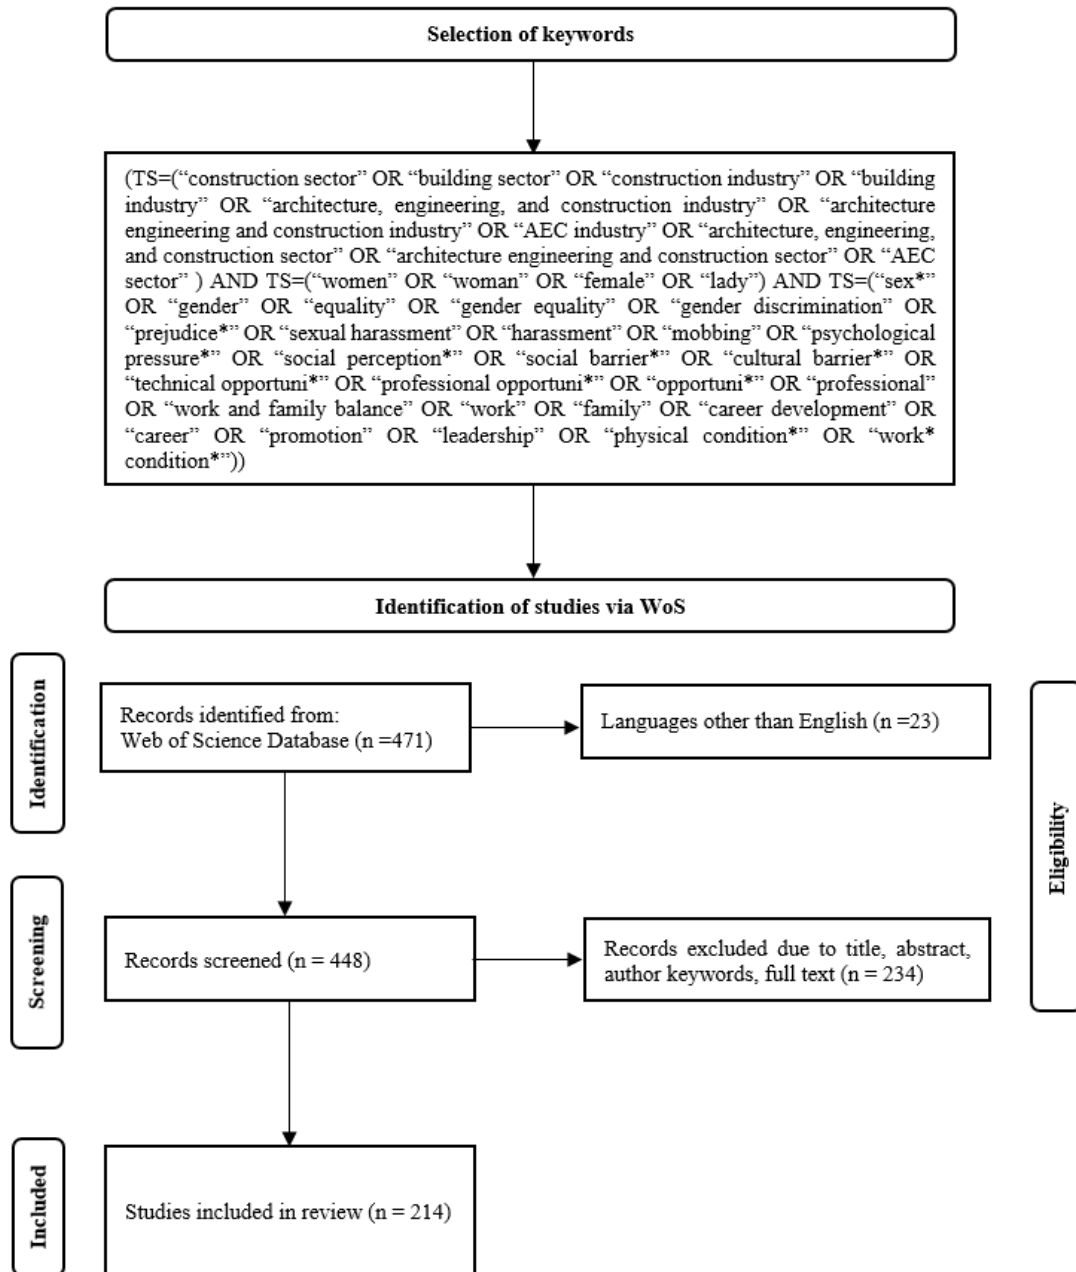 Selection of keywords
(TS=(“construction sector” OR “building sector” OR “construction industry” OR “building
industry” OR “architecture, engineering, and construction industry” OR “architecture
engineering and construction industry” OR “AEC industry” OR “architecture, engineering,
and construction sector” OR “architecture engineering and construction sector” OR “AEC
sector” ) AND TS=(“women” OR “woman” OR “female” OR “lady”) AND TS=(“sex*”
OR “gender” OR “equality” OR “gender equality” OR “gender discrimination” OR
“prejudice*” OR “sexual harassment” OR “harassment” OR “mobbing” OR “psychological
pressure*” OR “social perception*” OR “social barrier*” OR “cultural barrier*” OR
“technical opportuni*” OR “professional opportuni*” OR “opportuni*” OR “professional”
OR “work and family balance” OR “work” OR “family” OR “career development” OR
“career” OR “promotion” OR “leadership” OR “physical condition*” OR “work*
condition*”))
Identification of studies via WoS
Identification
Records identified from:
Web of Science Database (n =471)
Languages other than English (n =23)
Eligibility
Screening
Records screened (n = 448)
Records excluded due to title, abstract,
author keywords, full text (n = 234)
Included
Studies included in review (n = 214)